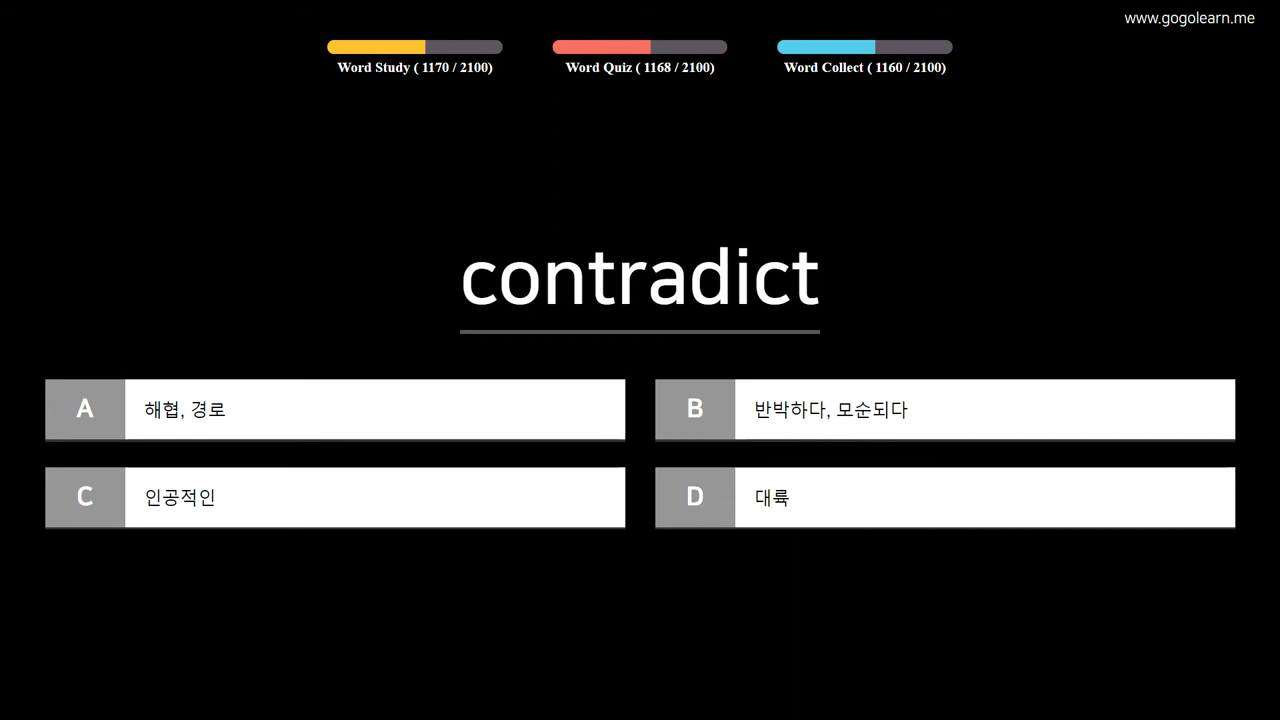 www.gogolearn.me
Word Study ( 1170 / 2100)
Word Quiz ( 1168 / 2100)
Word Collect ( 1160 / 2100)
contradict
A 해협, 경로
B 반박하다, 모순되다
C 인공적인
D 대륙